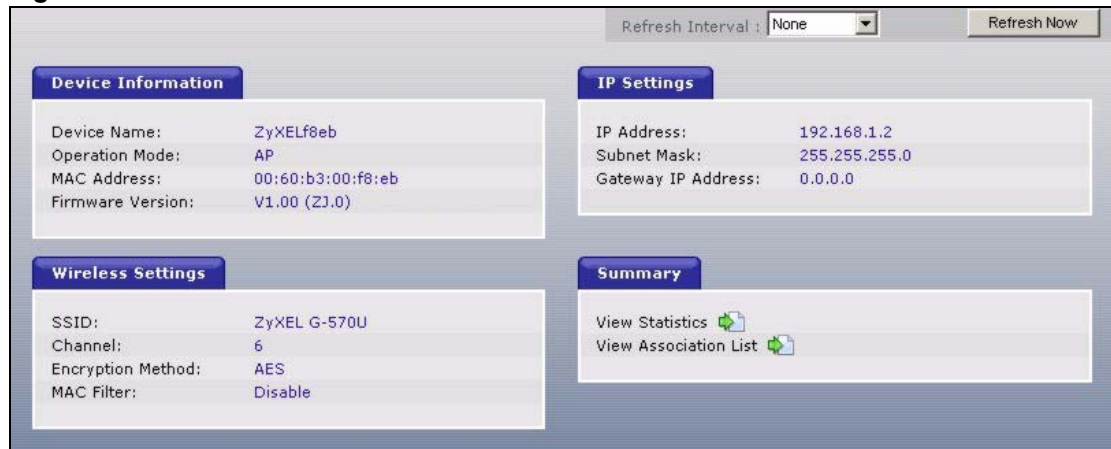 Refresh Interval : None Refresh Now
Device Information
Device Name: ZyXELf8eb
Operation Mode: AP
MAC Address: 00:60:b3:00:f8:eb
Firmware Version: V1.00 (ZJ.0)
IP Settings
IP Address: 192.168.1.2
Subnet Mask: 255.255.255.0
Gateway IP Address: 0.0.0.0
Wireless Settings
SSID: ZyXEL G-570U
Channel: 6
Encryption Method: AES
MAC Filter: Disable
Summary
View Statistics
View Association List